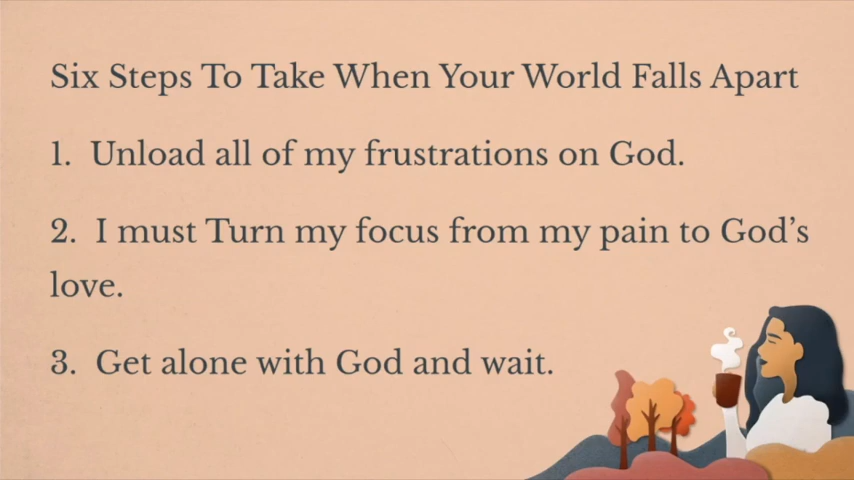 Six Steps To Take When Your World Falls Apart
1. Unload all of my frustrations on God.
2. I must Turn my focus from my pain to God’s
love.
3. Get alone with God and wait.